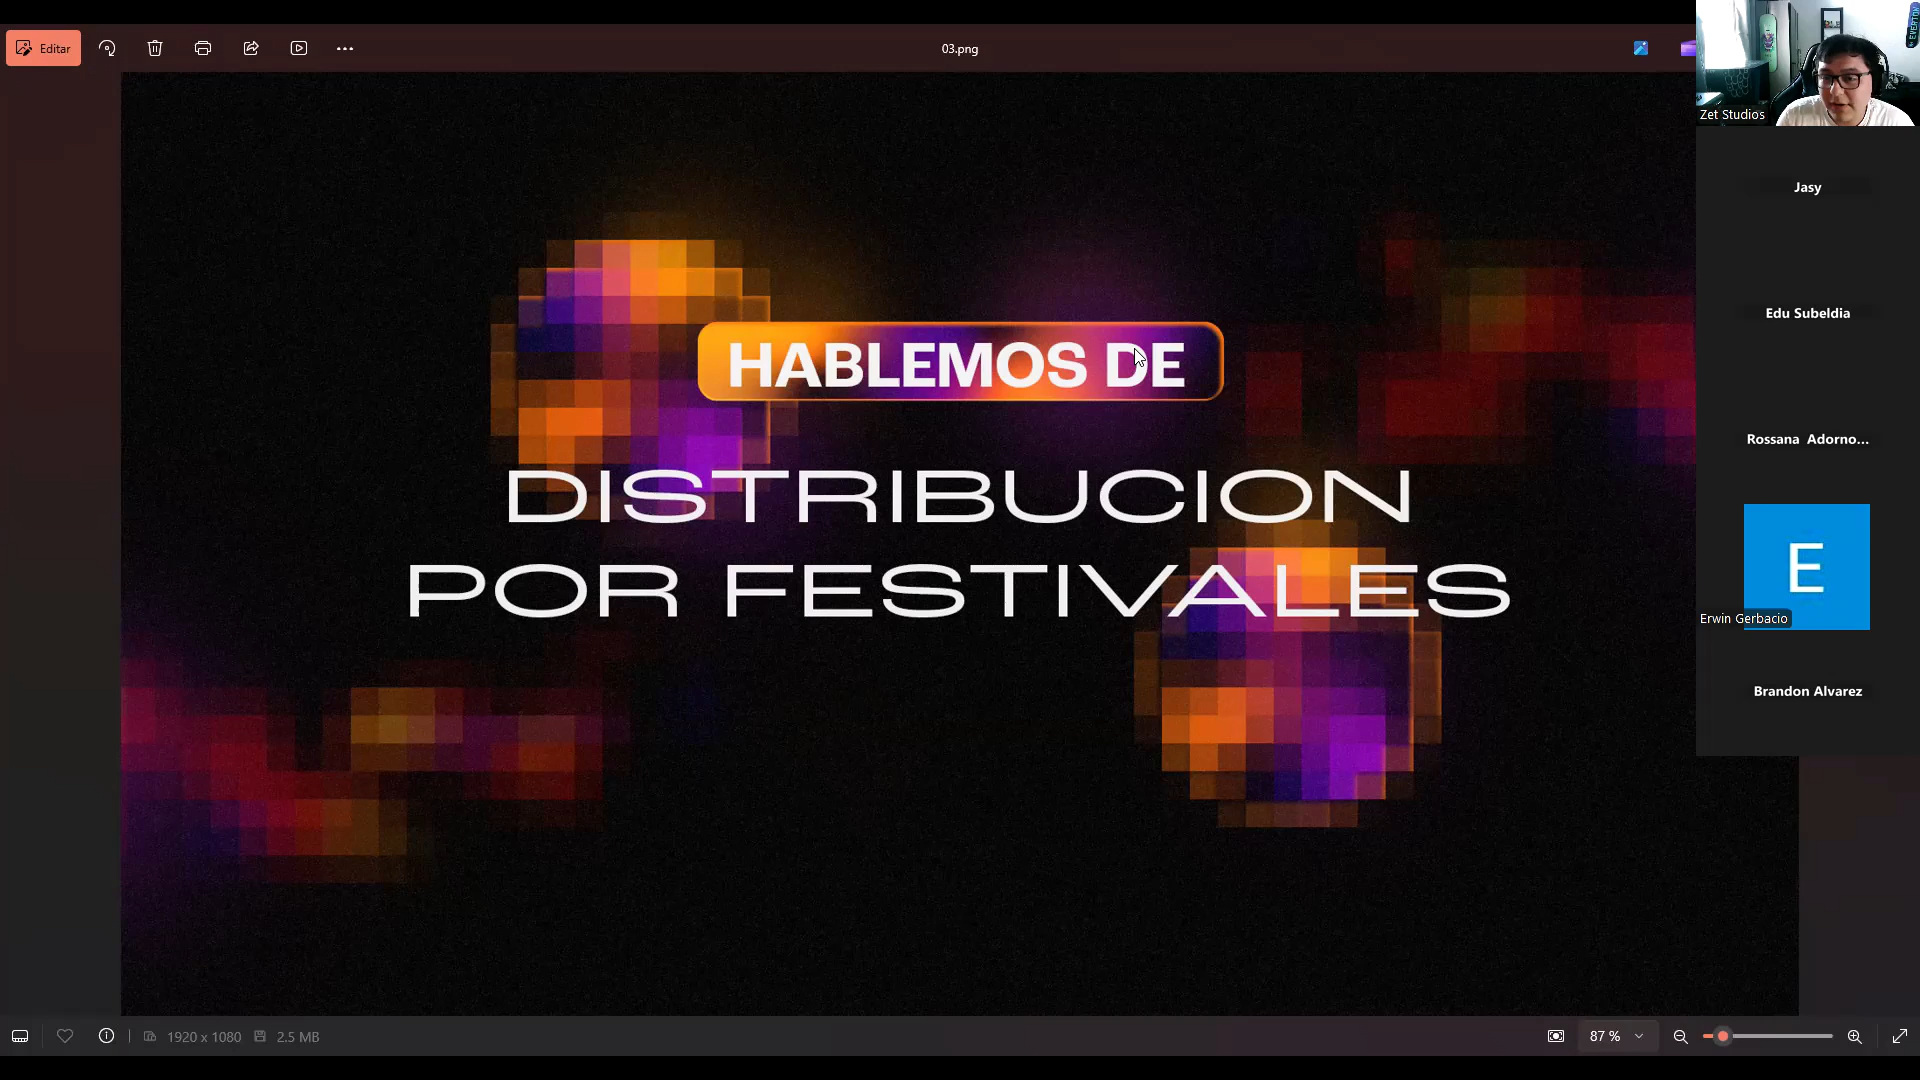 Editar
03.png
HABLEMOS DE
DISTRIBUCION
POR FESTIVALES
EVERTON
Zet Studios
Jasy
Edu Subeldia
Rossana Adorno...
E
Erwin Gerbacio
Brandon Alvarez
1920 x 1080
2.5 MB
87 %